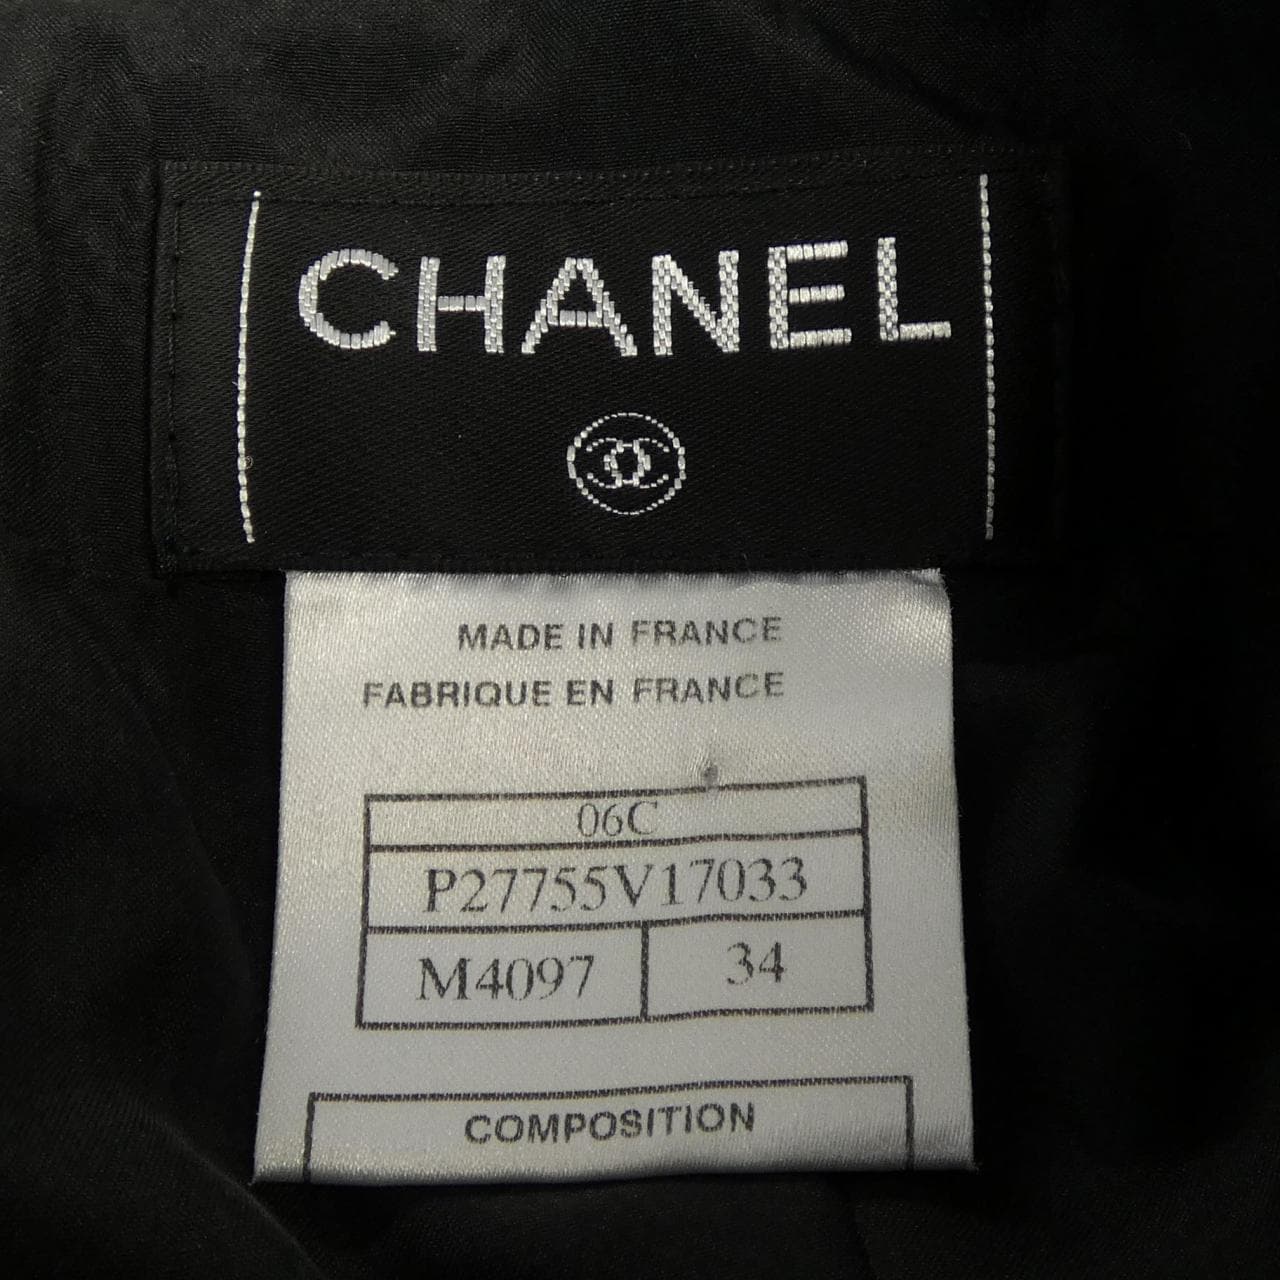 CHANEL
MADE IN FRANCE
FABRIQUE EN FRANCE
06C
P27755V17033
M4097 34
COMPOSITION